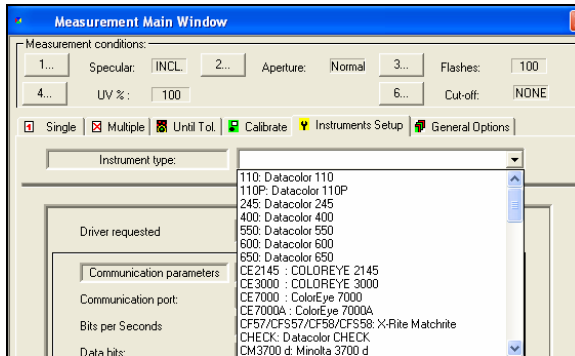 Measurement Main Window
Measurement conditions:
1... Specular: INCL. 2... Aperture: Normal 3... Flashes: 100
4... UV % : 100 6... Cut-off: NONE
1 Single Multiple Until Tol. Calibrate Instruments Setup General Options
Instrument type:
110: Datacolor 110
110P: Datacolor 110P
245: Datacolor 245
400: Datacolor 400
550: Datacolor 550
600: Datacolor 600
650: Datacolor 650
CE2145 : COLOREYE 2145
CE3000 : COLOREYE 3000
CE7000 : ColorEye 7000
CE7000A : ColorEye 7000A
CF57/CFS57/CF58/CFS58: X-Rite Matchrite
CHECK: Datacolor CHECK
CM3700 d: Minolta 3700 d
Driver requested
Communication parameters
Communication port:
Bits per Seconds
Data bits: